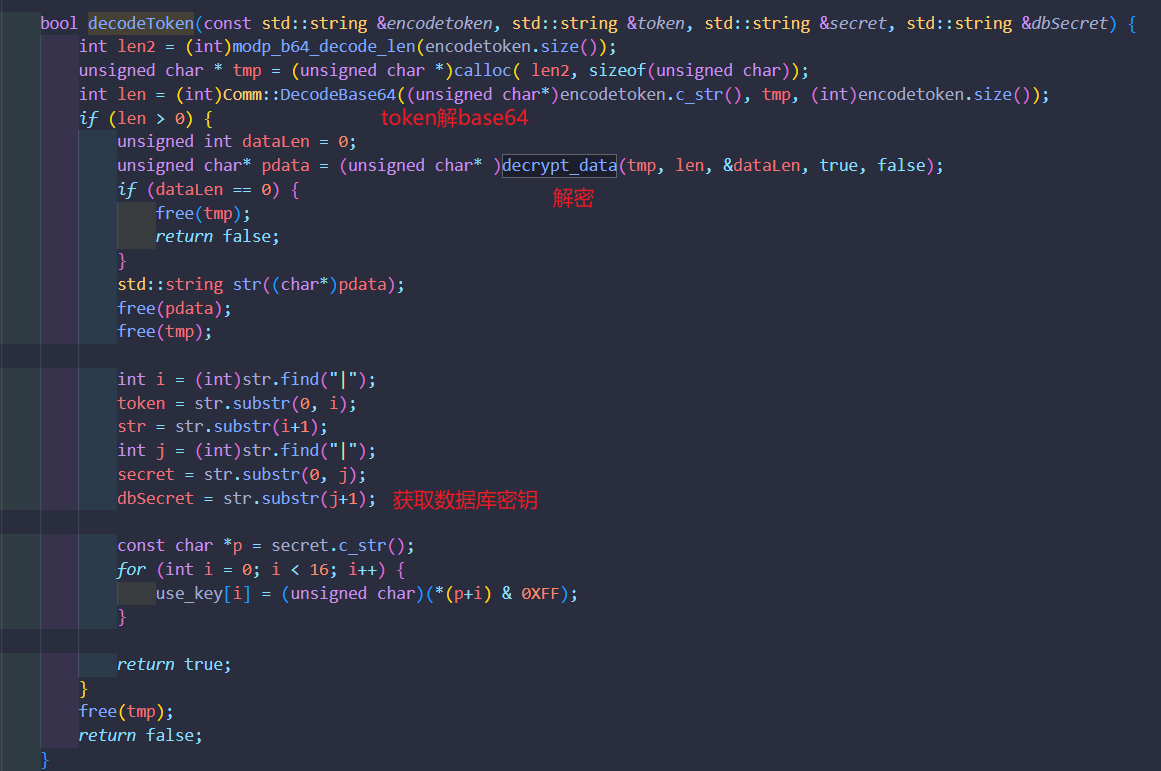 bool decodeToken(const std::string &encodetoken, std::string &token, std::string &secret, std::string &dbSecret) {
int len2 = (int)modp_b64_decode_len(encodetoken.size());
unsigned char * tmp = (unsigned char *)calloc( len2, sizeof(unsigned char));
int len = (int)Comm::DecodeBase64((unsigned char*)encodetoken.c_str(), tmp, (int)encodetoken.size());
if (len > 0) { token解base64
unsigned int dataLen = 0;
unsigned char* pdata = (unsigned char* )decrypt_data(tmp, len, &dataLen, true, false);
if (dataLen == 0) { 解密
free(tmp);
return false;
}
std::string str((char*)pdata);
free(pdata);
free(tmp);
int i = (int)str.find("|");
token = str.substr(0, i);
str = str.substr(i+1);
int j = (int)str.find("|");
secret = str.substr(0, j);
dbSecret = str.substr(j+1); 获取数据库密钥
const char *p = secret.c_str();
for (int i = 0; i < 16; i++) {
use_key[i] = (unsigned char)(*(p+i) & 0XFF);
}
return true;
}
free(tmp);
return false;
}